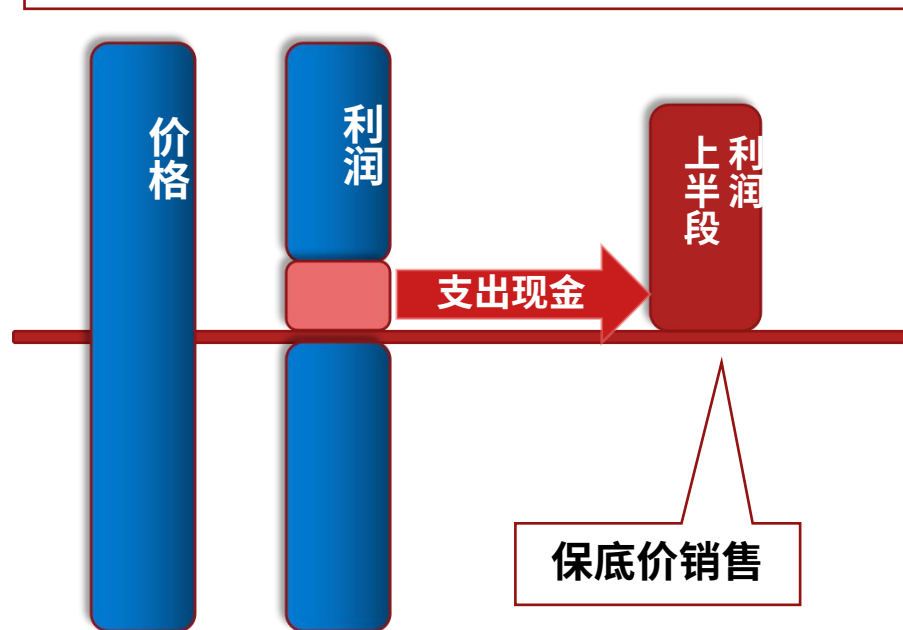 价格
利润
利润
上半段
支出现金
保底价销售